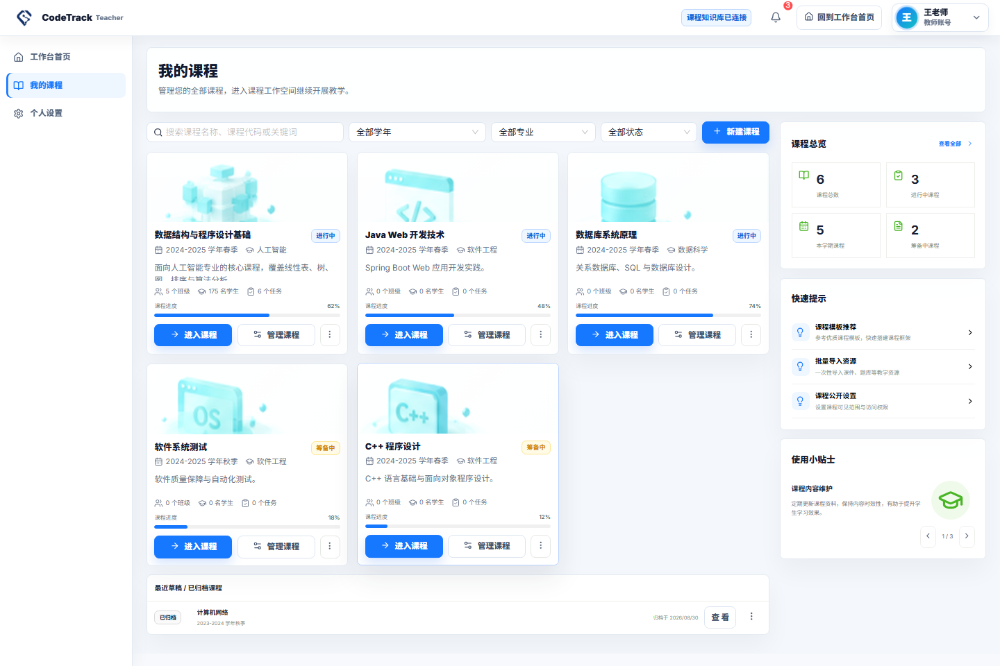 CodeTrack Teacher
课程知识库已连接
3
回到工作台首页
王
王老师
教师账号
工作台首页
我的课程
个人设置
我的课程
管理您的全部课程，进入课程工作空间继续开展教学。
搜索课程名称、课程代码或关键词
全部学年
全部专业
全部状态
新建课程
数据结构与程序设计基础
进行中
2024-2025 学年春季 人工智能
面向人工智能专业的核心课程，覆盖线性表、树、
图、排序与算法分析
5 个班级 175 名学生 6 个任务
课程进度 62%
进入课程 管理课程
</>
Java Web 开发技术
进行中
2024-2025 学年春季 软件工程
Spring Boot Web 应用开发实践。
0 个班级 0 名学生 0 个任务
课程进度 48%
进入课程 管理课程
数据库系统原理
进行中
2024-2025 学年春季 数据科学
关系数据库、SQL 与数据库设计。
0 个班级 0 名学生 0 个任务
课程进度 74%
进入课程 管理课程
OS
软件系统测试
筹备中
2024-2025 学年秋季 软件工程
软件质量保障与自动化测试。
0 个班级 0 名学生 0 个任务
课程进度 18%
进入课程 管理课程
C++
C++ 程序设计
筹备中
2024-2025 学年春季 软件工程
C++ 语言基础与面向对象程序设计。
0 个班级 0 名学生 0 个任务
课程进度 12%
进入课程 管理课程
最近草稿 / 已归档课程
已归档
计算机网络
2023-2024 学年秋季
归档于 2026/08/30
查 看
课程总览
查看全部
6
课程总数
3
进行中课程
5
本学期课程
2
筹备中课程
快速提示
课程模板推荐
参考优质课程模板，快速搭建课程框架
批量导入资源
一次性导入课件、题库等教学资源
课程公开设置
设置课程可见范围与访问权限
使用小贴士
课程内容维护
定期更新课程资料，保持内容时效性，有助于提升学
生学习效果。
1 / 3